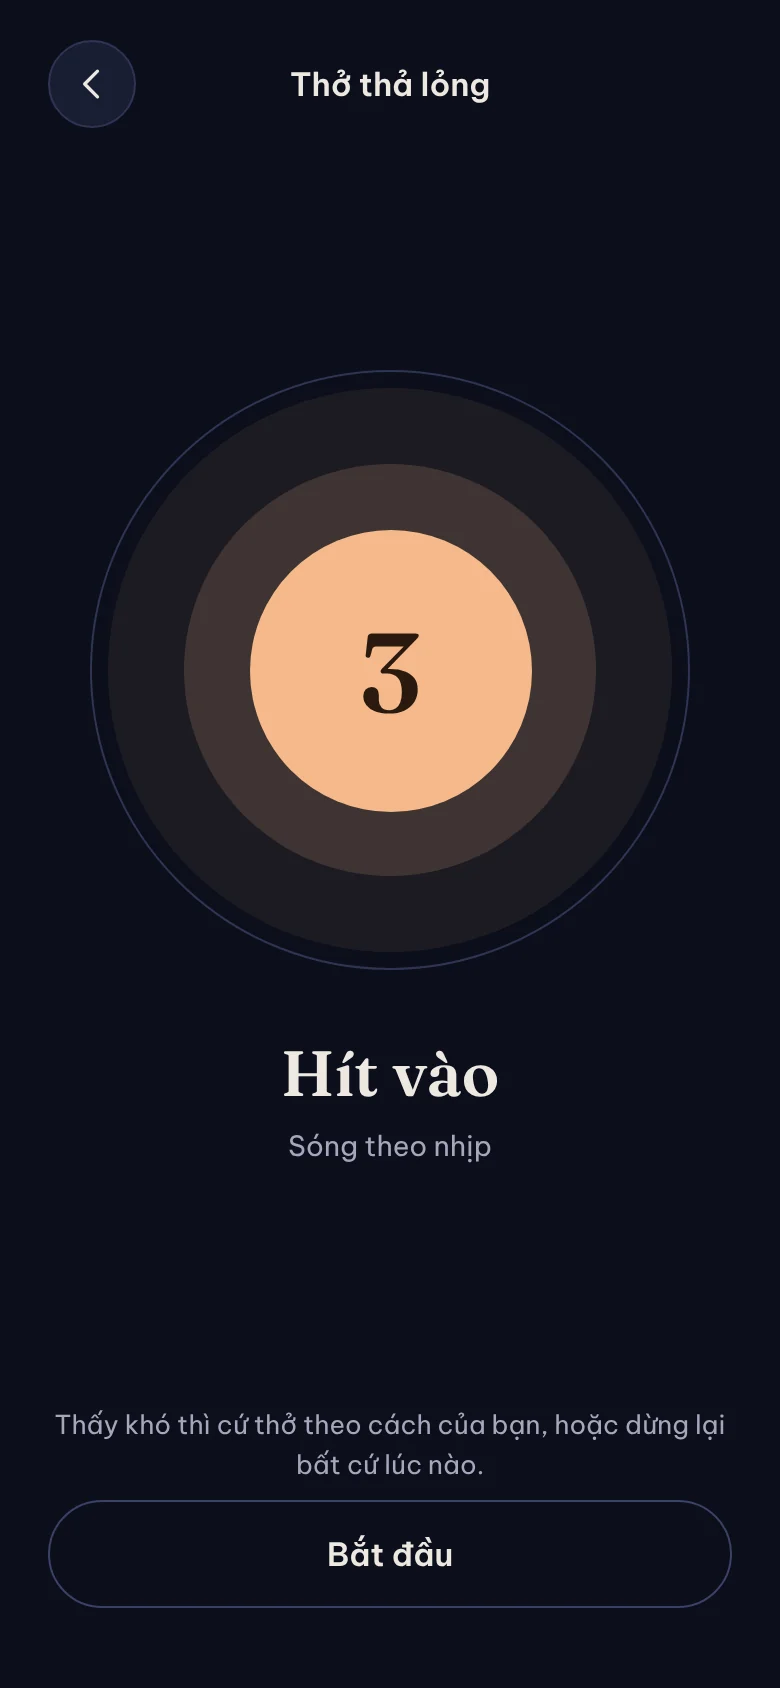 Thở thả lỏng
3
Hít vào
Sóng theo nhịp
Thấy khó thì cứ thở theo cách của bạn, hoặc dừng lại
bất cứ lúc nào.
Bắt đầu